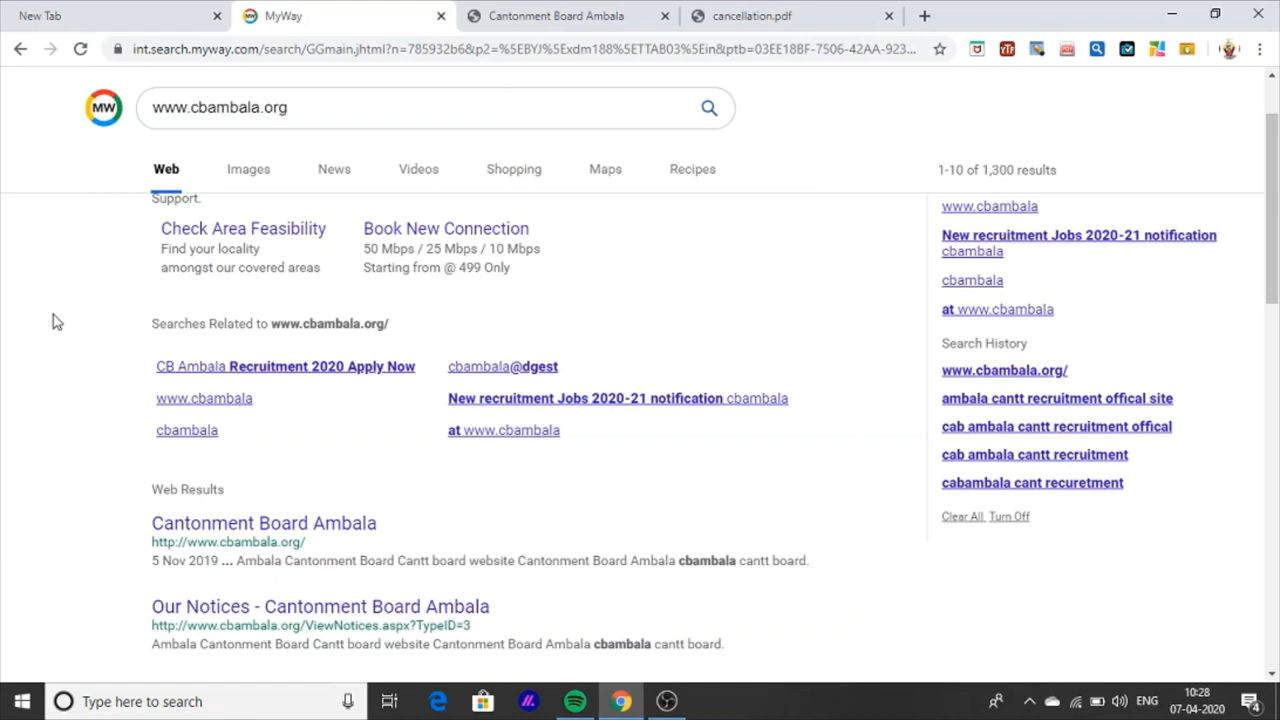 New Tab
MyWay
Cantonment Board Ambala
cancellation.pdf
int.search.myway.com/search/GGmain.jhtml?n=785932b6&p2=%5EBYJ%5Exdm188%5ETTAB03%5Ein&ptb=03EE18BF-7506-42AA-923...
MW
www.cbambala.org
Web
Images
News
Videos
Shopping
Maps
Recipes
1-10 of 1,300 results
Support.
Check Area Feasibility
Find your locality
amongst our covered areas
Book New Connection
50 Mbps / 25 Mbps / 10 Mbps
Starting from @ 499 Only
Searches Related to www.cbambala.org/
CB Ambala Recruitment 2020 Apply Now
cbambala@dgest
www.cbambala
New recruitment Jobs 2020-21 notification cbambala
cbambala
at www.cbambala
Web Results
Cantonment Board Ambala
http://www.cbambala.org/
5 Nov 2019 ... Ambala Cantonment Board Cantt board website Cantonment Board Ambala cbambala cantt board.
Our Notices - Cantonment Board Ambala
http://www.cbambala.org/ViewNotices.aspx?TypeID=3
Ambala Cantonment Board Cantt board website Cantonment Board Ambala cbambala cantt board.
www.cbambala
New recruitment Jobs 2020-21 notification
cbambala
cbambala
at www.cbambala
Search History
www.cbambala.org/
ambala cantt recruitment offical site
cab ambala cantt recruitment offical
cab ambala cantt recruitment
cabambala cant recuretment
Clear All Turn Off
Type here to search
ENG
10:28
07-04-2020
4